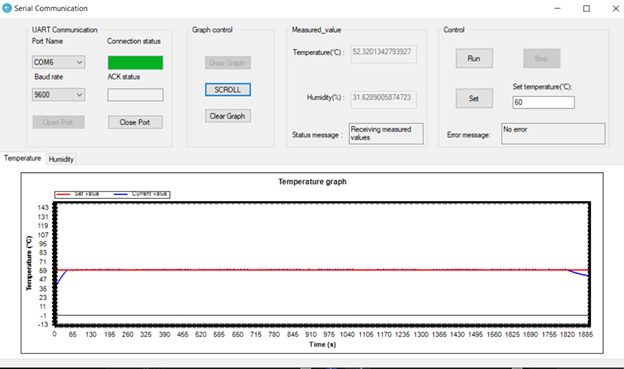 Serial Communication
UART Communication
Port Name
Connection status
COM6
Baud rate
ACK status
9600
Open Port
Close Port
Graph control
Draw Graph
SCROLL
Clear Graph
Measured_value
Temperature(°C) :
52.3201342793927
Humidity(%) :
31.6289005874723
Status message :
Receiving measured
values
Control
Run
Stop
Set
Set temperature(°C):
60
Error message:
No error
Temperature
Humidity
Temperature graph
Set value
Current value
Temperature (°C)
143
131
119
107
95
83
71
59
47
35
23
11
-1
-13
0 65 130 195 260 325 390 455 520 585 650 715 780 845 910 975 1040 1105 1170 1235 1300 1365 1430 1495 1560 1625 1690 1755 1820 1885
Time (s)